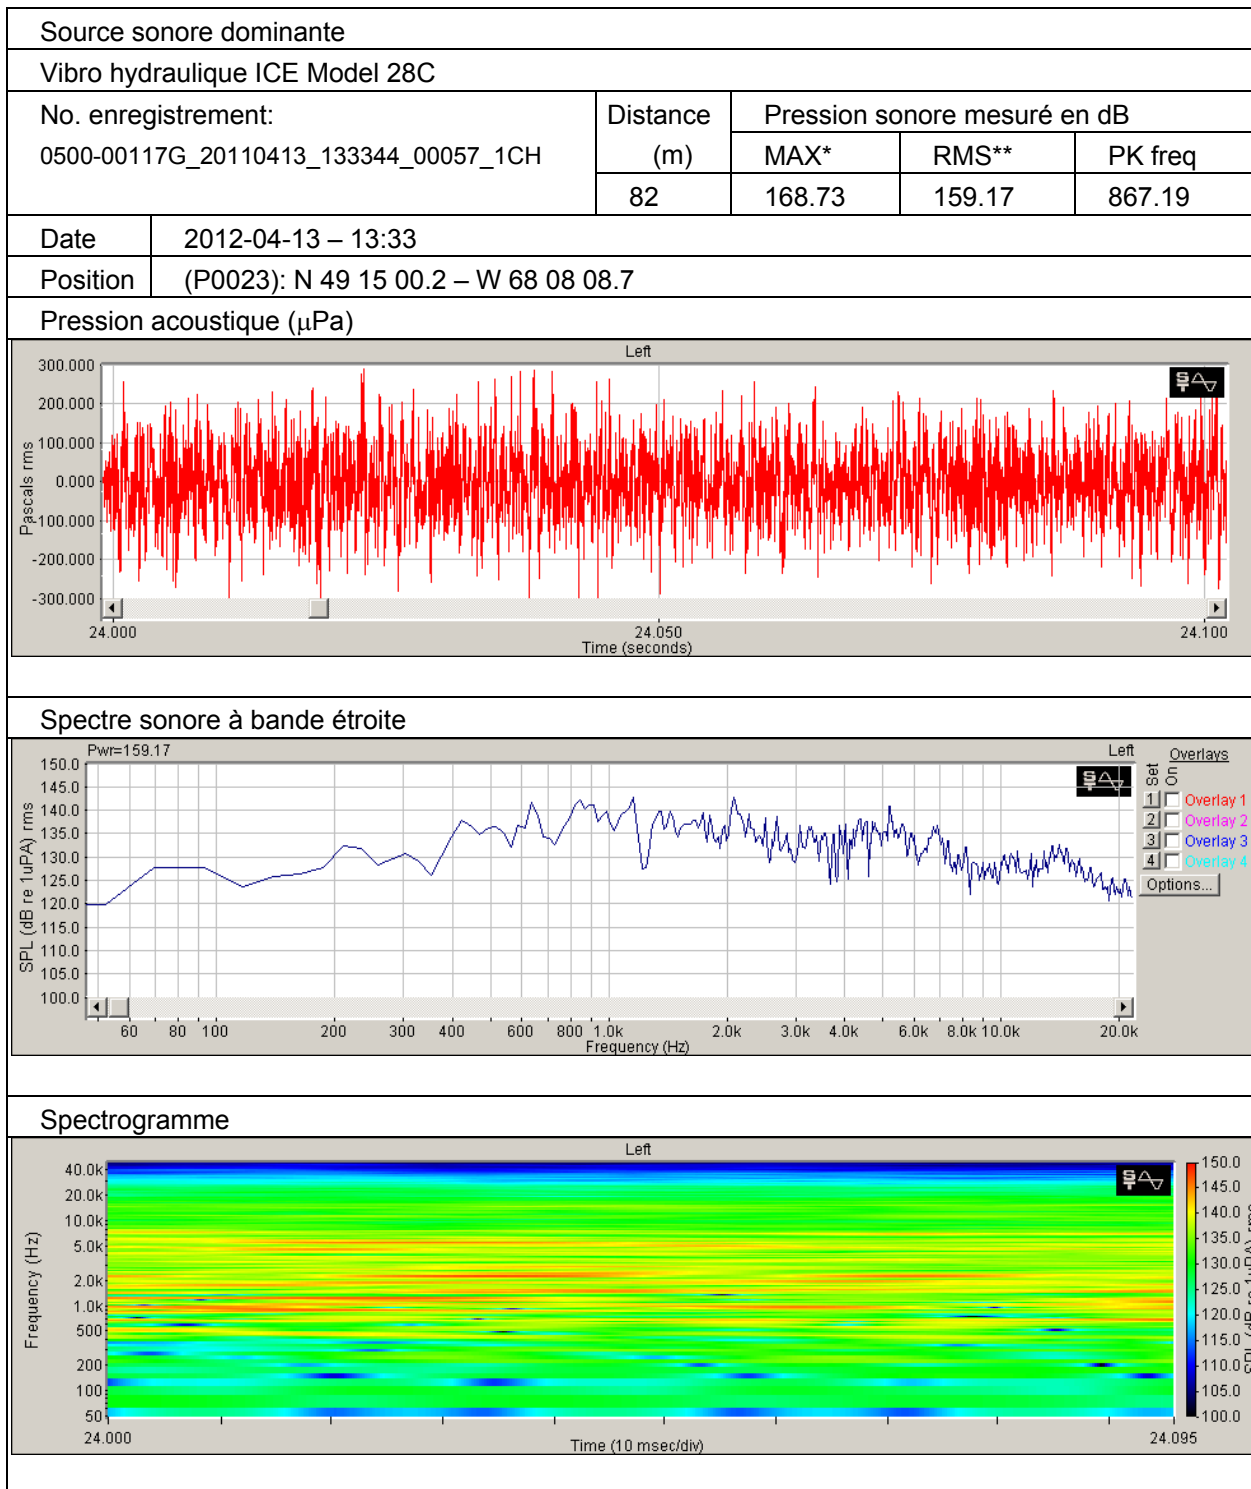 Source sonore dominante
Vibro hydraulique ICE Model 28C
No. enregistrement:
0500-00117G_20110413_133344_00057_1CH
Distance
(m)
Pression sonore mesuré en dB
MAX* RMS** PK freq
82 168.73 159.17 867.19
Date 2012-04-13 – 13:33
Position (P0023): N 49 15 00.2 – W 68 08 08.7
Pression acoustique (µPa)
Left
300.000
200.000
100.000
0.000
-100.000
-200.000
-300.000
Pascals rms
24.000 24.050 24.100
Time (seconds)
Spectre sonore à bande étroite
Pwr=159.17 Left
150.0
145.0
140.0
135.0
130.0
125.0
120.0
115.0
110.0
105.0
100.0
SPL (dB re 1uPA) rms
60 80 100 200 300 400 600 800 1.0k 2.0k 3.0k 4.0k 6.0k 8.0k 10.0k 20.0k
Frequency (Hz)
Overlays
Set On
1 Overlay 1
2 Overlay 2
3 Overlay 3
4 Overlay 4
Options...
Spectrogramme
Left
40.0k
20.0k
10.0k
5.0k
2.0k
1.0k
500
200
100
50
Frequency (Hz)
24.000 24.095
Time (10 msec/div)
150.0
145.0
140.0
135.0
130.0
125.0
120.0
115.0
110.0
105.0
100.0
SPL (dB re 1uPA) rms